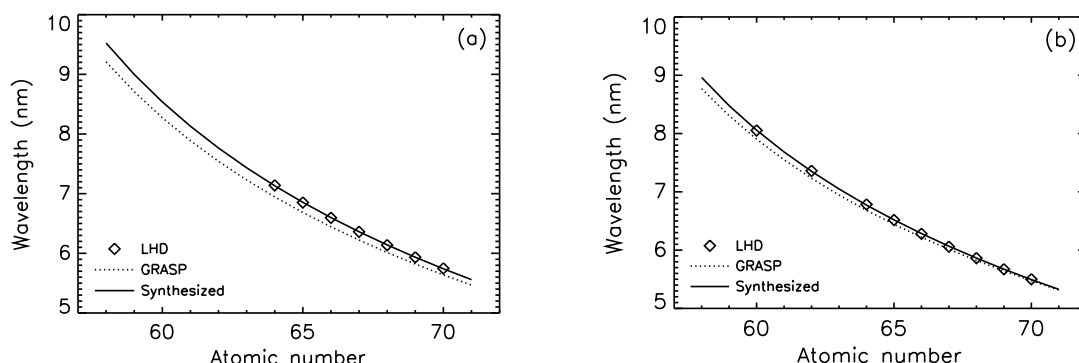 (a)
Wavelength (nm)
10
9
8
7
6
5
LHD
GRASP
Synthesized
60
65
70
Atomic number
(b)
Wavelength (nm)
10
9
8
7
6
5
LHD
GRASP
Synthesized
60
65
70
Atomic number